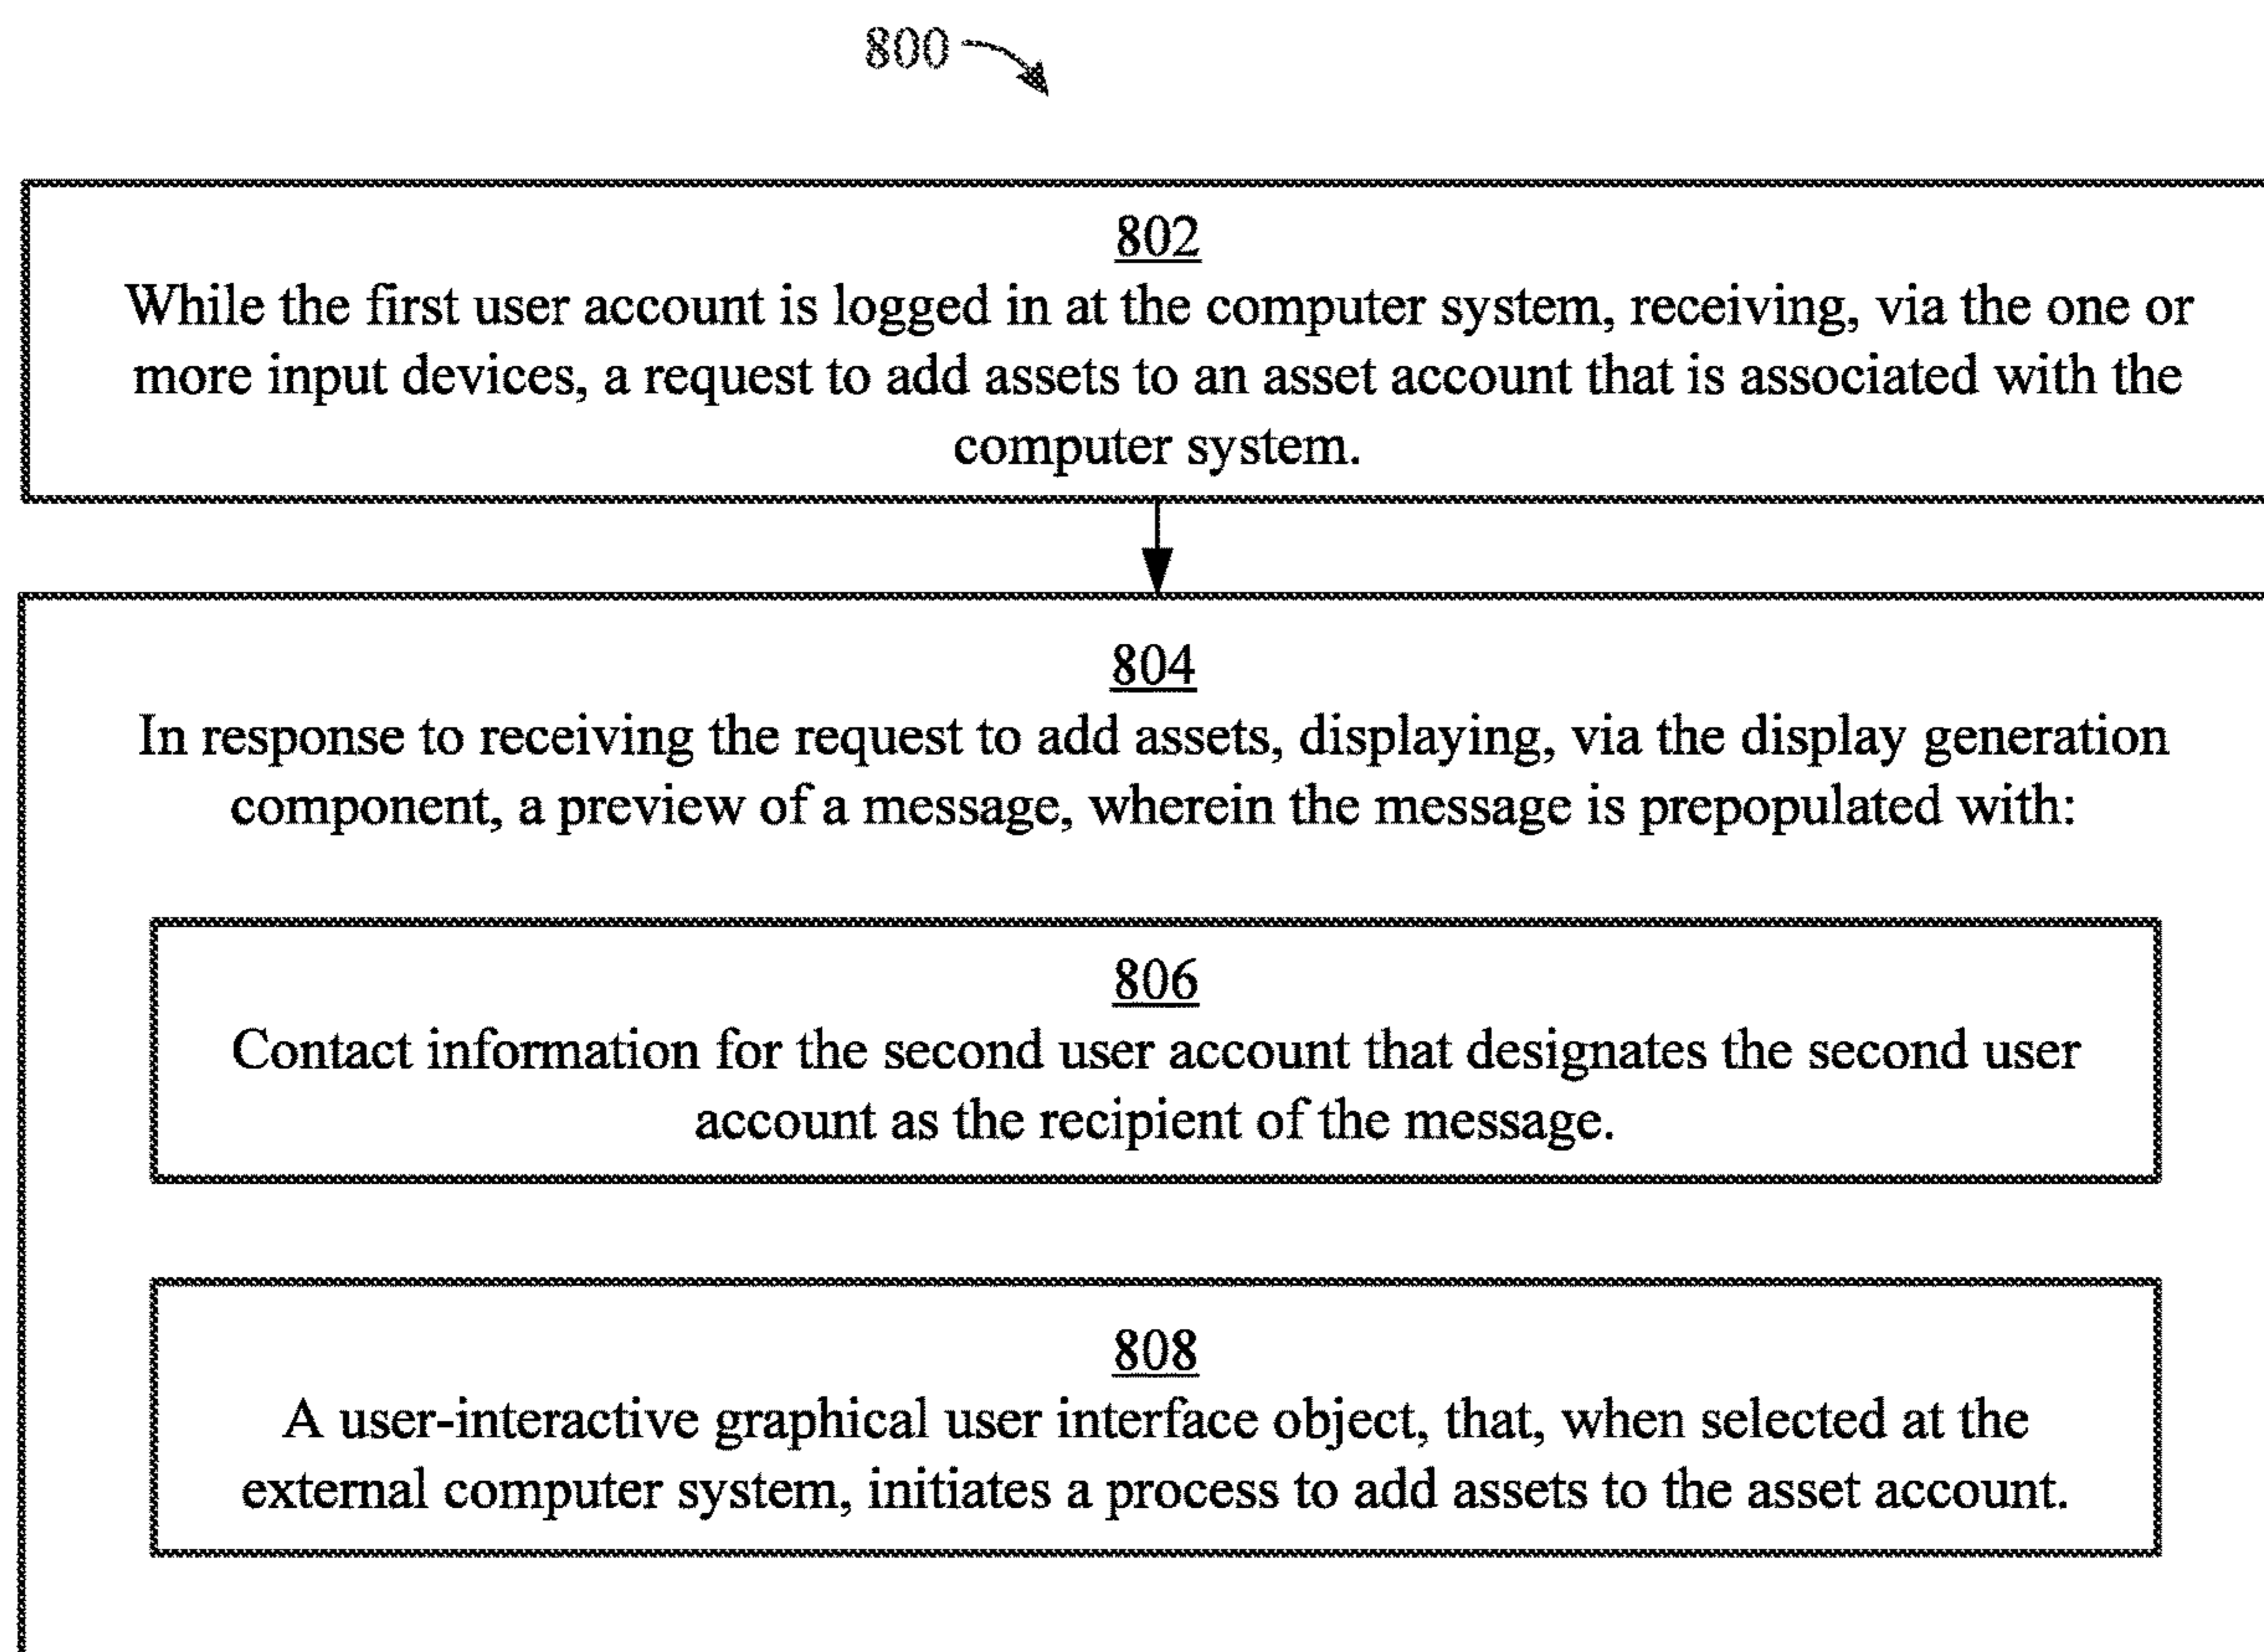 800
802
While the first user account is logged in at the computer system, receiving, via the one or
more input devices, a request to add assets to an asset account that is associated with the
computer system.
804
In response to receiving the request to add assets, displaying, via the display generation
component, a preview of a message, wherein the message is prepopulated with:
806
Contact information for the second user account that designates the second user
account as the recipient of the message.
808
A user-interactive graphical user interface object, that, when selected at the
external computer system, initiates a process to add assets to the asset account.